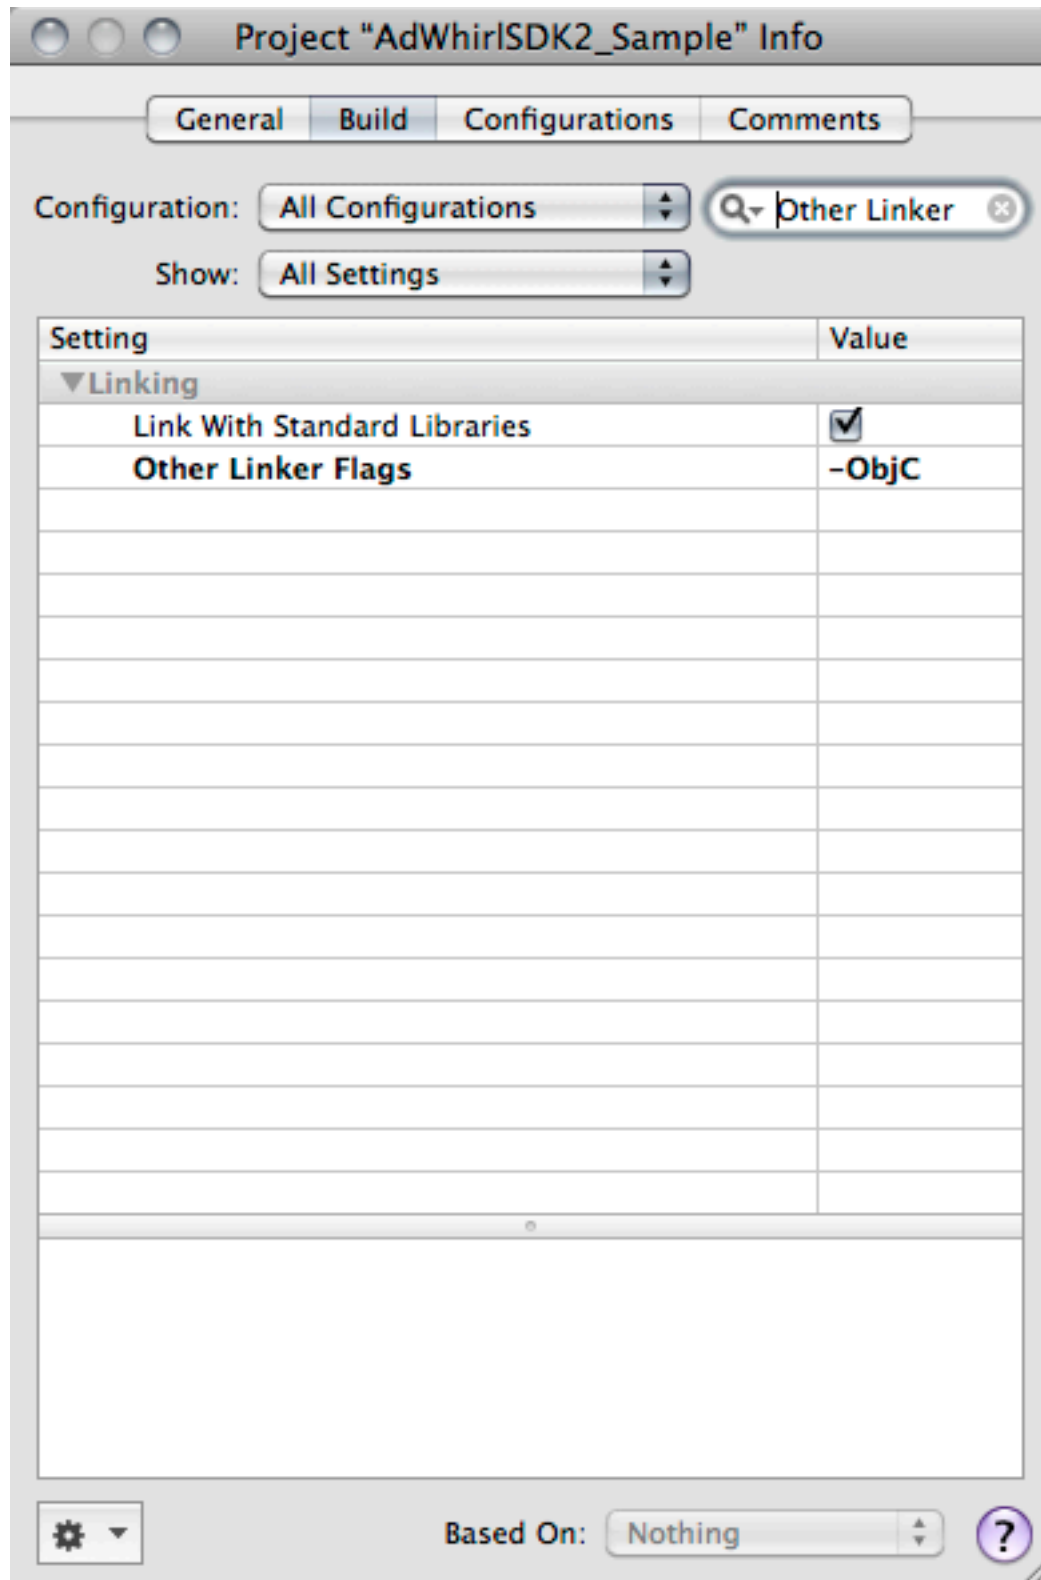 Project “AdWhirlSDK2_Sample” Info
General Build Configurations Comments
Configuration: All Configurations Other Linker
Show: All Settings
Setting Value
Linking
Link With Standard Libraries
Other Linker Flags -ObjC
Based On: Nothing ?